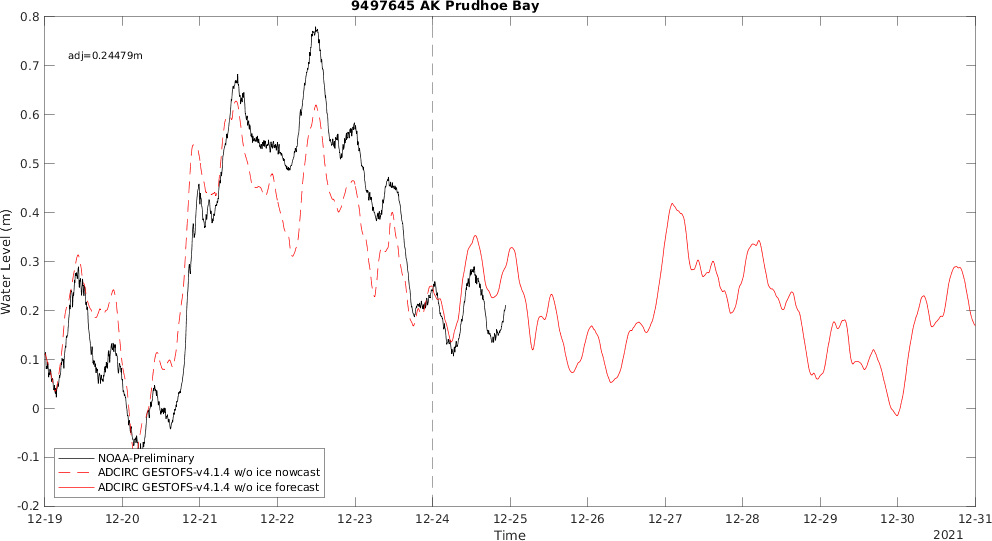 9497645 AK Prudhoe Bay
adj=0.24479m
Water Level (m)
0.8
0.7
0.6
0.5
0.4
0.3
0.2
0.1
0
-0.1
-0.2
NOAA-Preliminary
ADCIRC GESTOFS-v4.1.4 w/o ice nowcast
ADCIRC GESTOFS-v4.1.4 w/o ice forecast
12-19 12-20 12-21 12-22 12-23 12-24 12-25 12-26 12-27 12-28 12-29 12-30 12-31
Time
2021